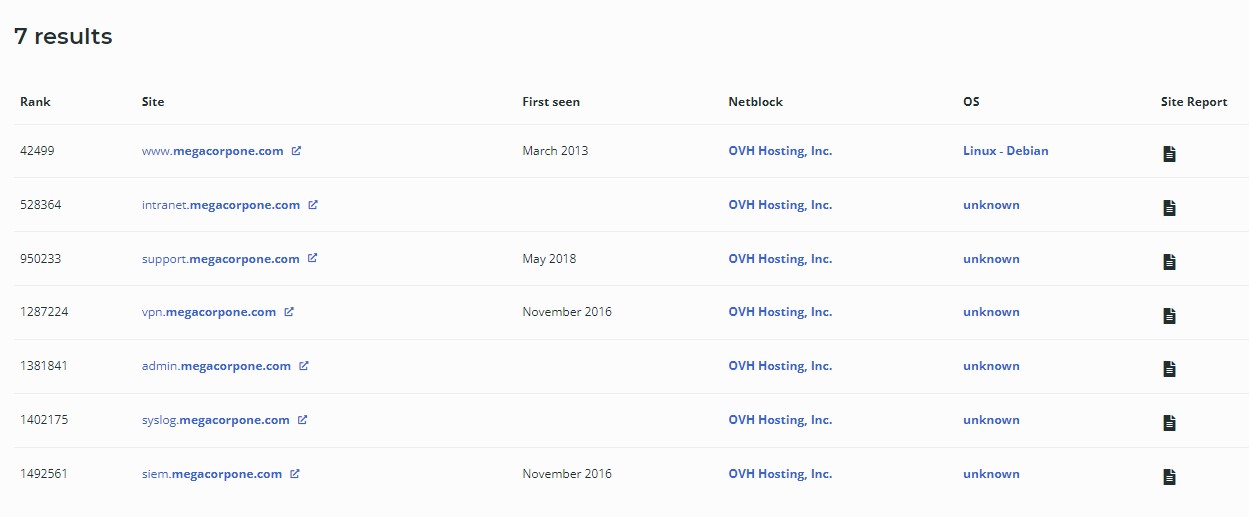 7 results
Rank Site First seen Netblock OS Site Report
42499 www.megacorpone.com March 2013 OVH Hosting, Inc. Linux - Debian
528364 intranet.megacorpone.com OVH Hosting, Inc. unknown
950233 support.megacorpone.com May 2018 OVH Hosting, Inc. unknown
1287224 vpn.megacorpone.com November 2016 OVH Hosting, Inc. unknown
1381841 admin.megacorpone.com OVH Hosting, Inc. unknown
1402175 syslog.megacorpone.com OVH Hosting, Inc. unknown
1492561 siem.megacorpone.com November 2016 OVH Hosting, Inc. unknown